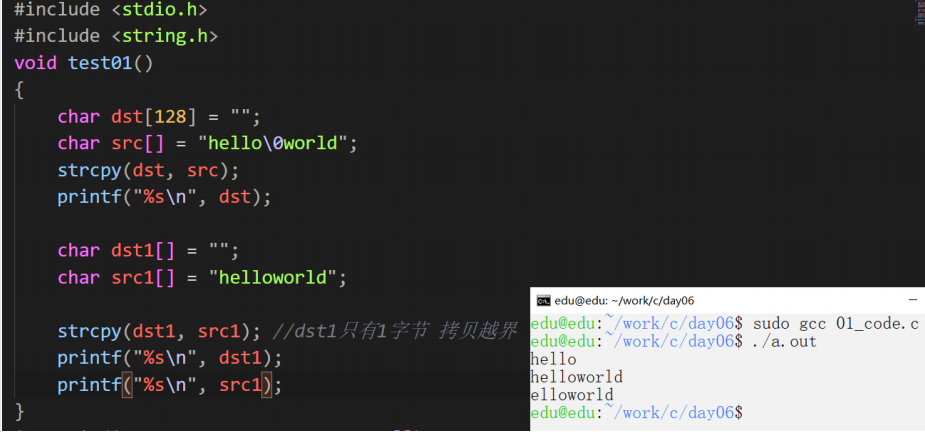 #include <stdio.h>
#include <string.h>
void test01()
{
    char dst[128] = "";
    char src[] = "hello\0world";
    strcpy(dst, src);
    printf("%s\n", dst);
    char dst1[] = "";
    char src1[] = "helloworld";
    strcpy(dst1, src1); //dst1只有1字节 拷贝越界
    printf("%s\n", dst1);
    printf("%s\n", src1);
}
edu@edu: ~/work/c/day06
edu@edu:~/work/c/day06$ sudo gcc 01_code.c
edu@edu:~/work/c/day06$ ./a.out
hello
helloworld
elloworld
edu@edu:~/work/c/day06$